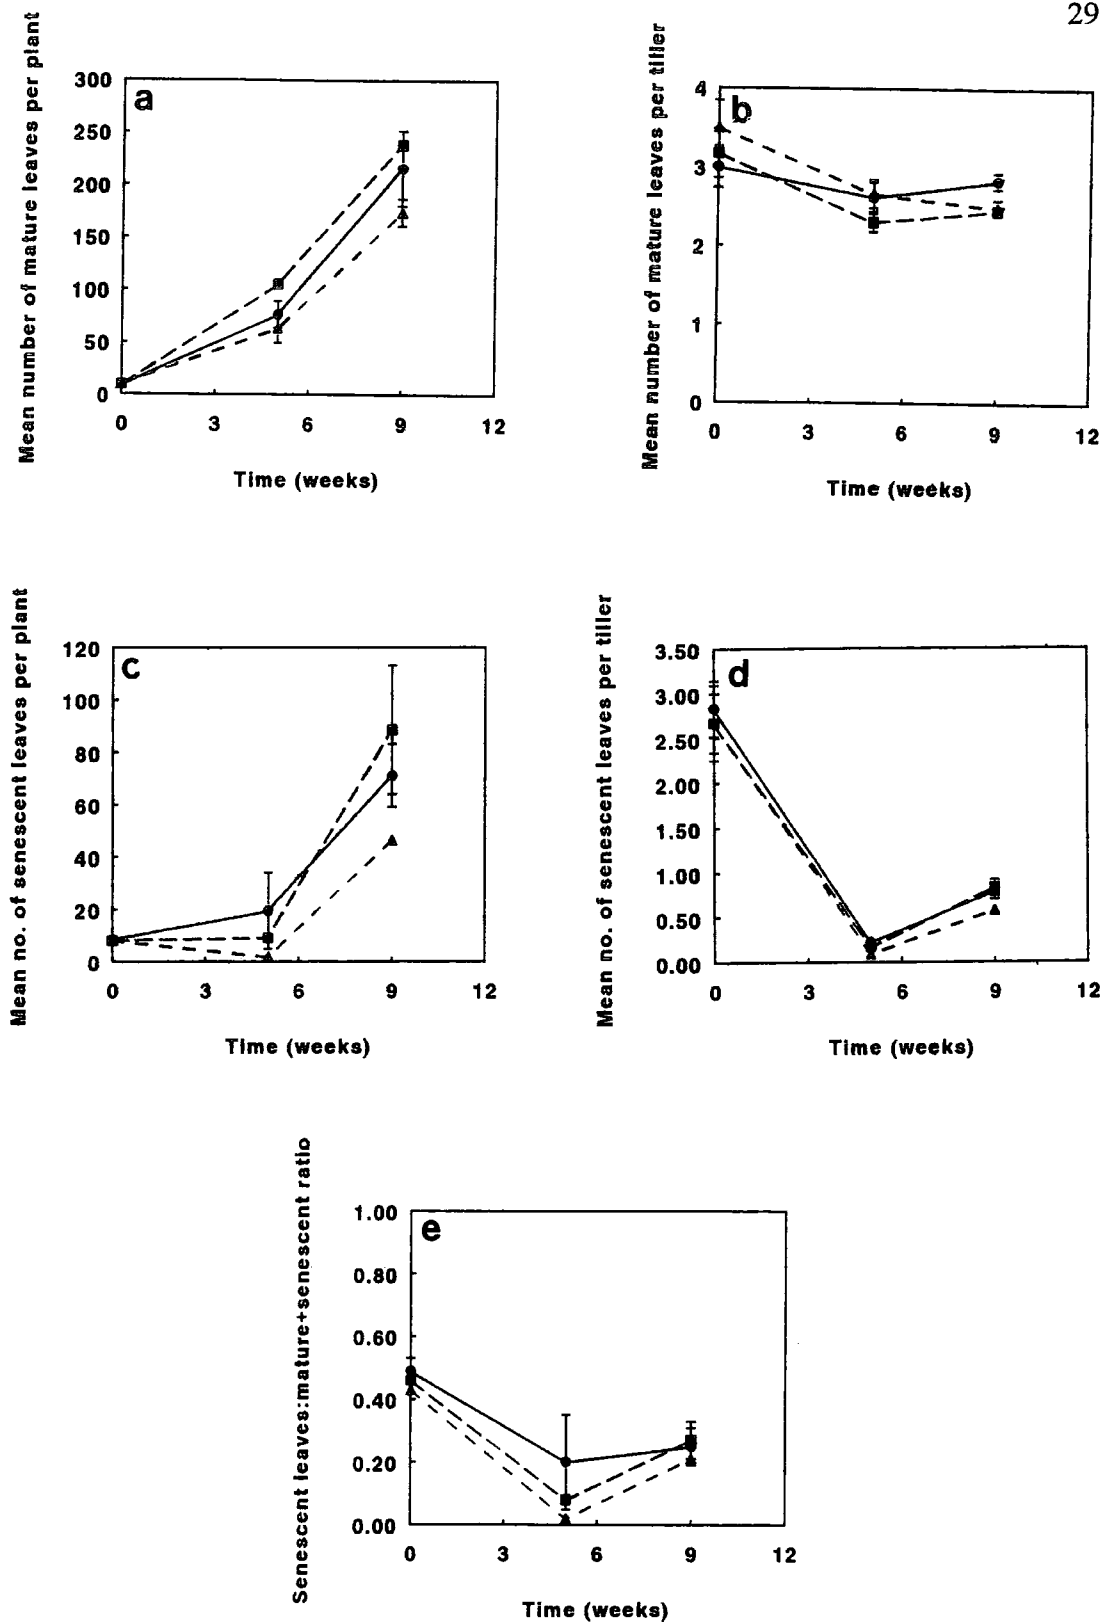 29
Mean number of mature leaves per plant
a
300
250
200
150
100
50
0
0 3 6 9 12
Time (weeks)
Mean number of mature leaves per tiller
b
4
3
2
1
0
0 3 6 9 12
Time (weeks)
Mean no. of senescent leaves per plant
c
120
100
80
60
40
20
0
0 3 6 9 12
Time (weeks)
Mean no. of senescent leaves per tiller
d
3.50
3.00
2.50
2.00
1.50
1.00
0.50
0.00
0 3 6 9 12
Time (weeks)
Senescent leaves:mature+senescent ratio
e
1.00
0.80
0.60
0.40
0.20
0.00
0 3 6 9 12
Time (weeks)